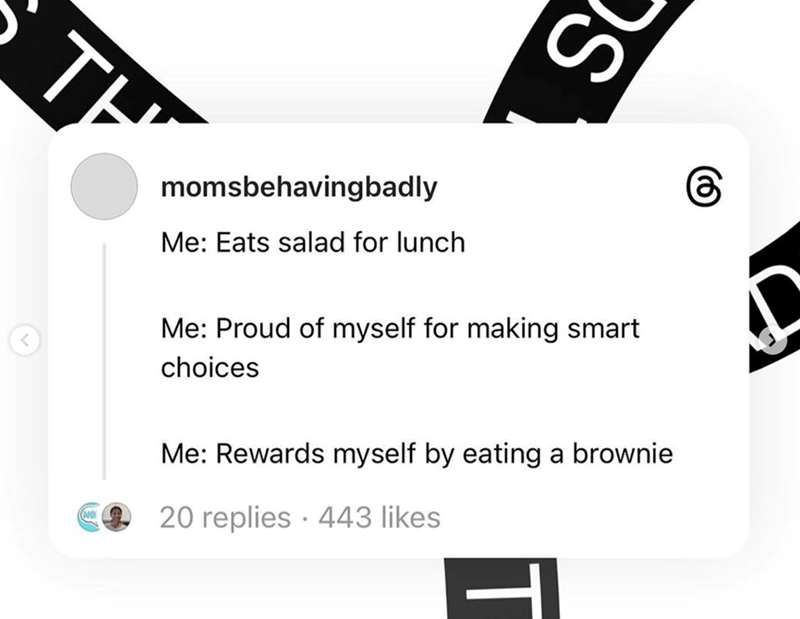 S TH
SO
momsbehavingbadly
Me: Eats salad for lunch
Me: Proud of myself for making smart
choices
Me: Rewards myself by eating a brownie
20 replies · 443 likes